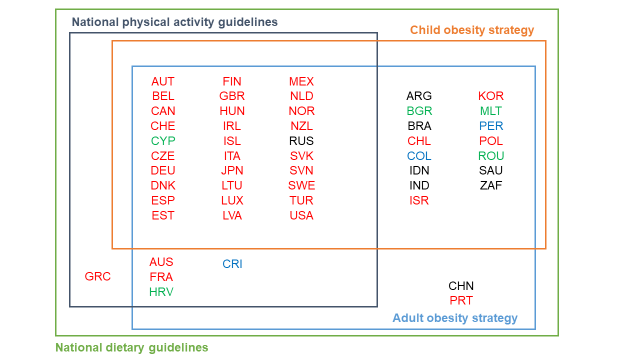 National physical activity guidelines
Child obesity strategy
AUT FIN MEX
BEL GBR NLD ARG KOR
CAN HUN NOR BGR MLT
CHE IRL NZL BRA PER
CYP ISL RUS CHL POL
CZE ITA SVK COL ROU
DEU JPN SVN IDN SAU
DNK LTU SWE IND ZAF
ESP LUX TUR ISR
EST LVA USA
AUS CRI
GRC FRA
HRV CHN
PRT
Adult obesity strategy
National dietary guidelines